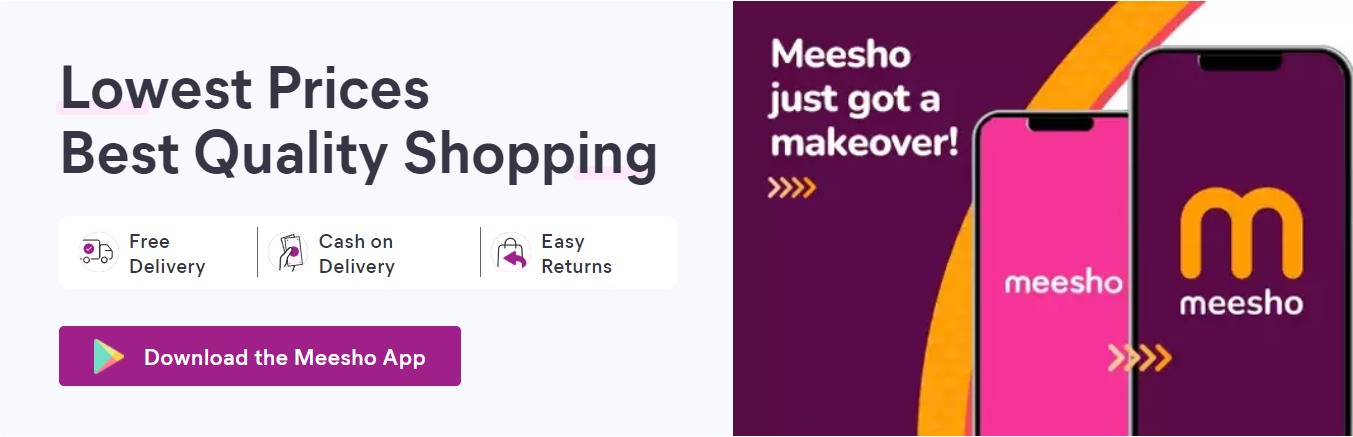 Lowest Prices
Best Quality Shopping
Free
Delivery
Cash on
Delivery
Easy
Returns
Download the Meesho App
Meesho
just got a
makeover!
meesho
m
meesho